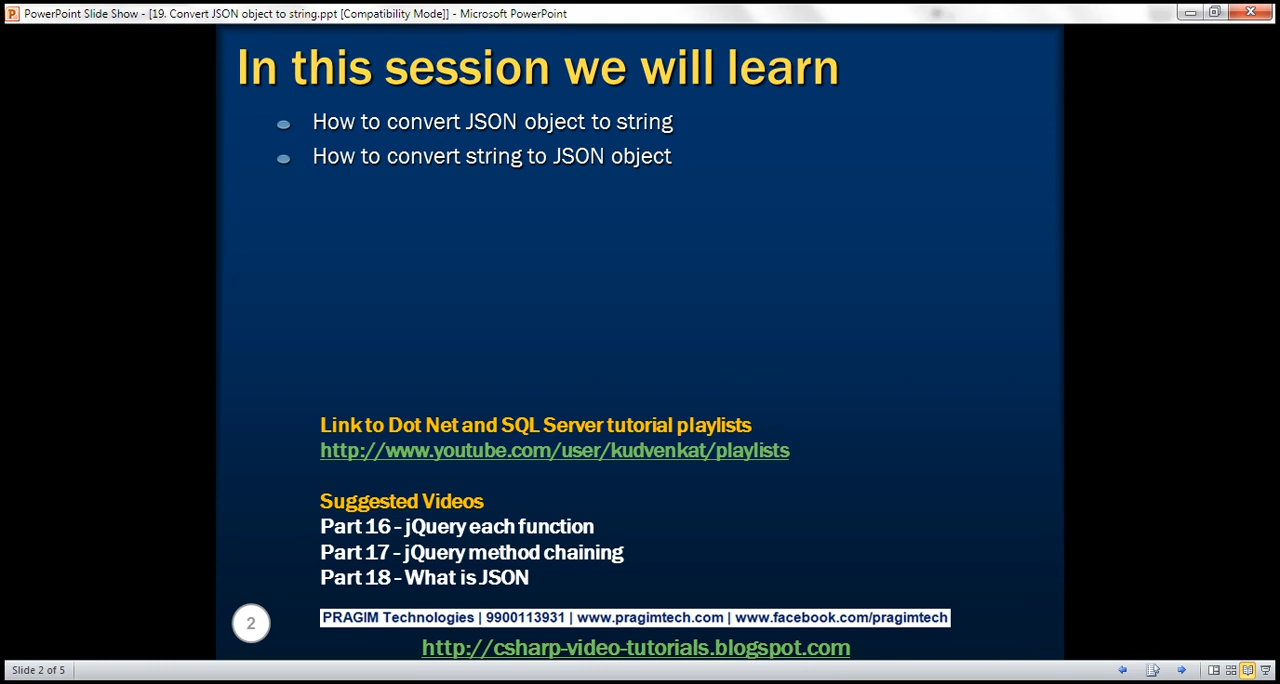 PowerPoint Slide Show - [19. Convert JSON object to string.ppt [Compatibility Mode]] - Microsoft PowerPoint
In this session we will learn
How to convert JSON object to string
How to convert string to JSON object
Link to Dot Net and SQL Server tutorial playlists
http://www.youtube.com/user/kudvenkat/playlists
Suggested Videos
Part 16 - jQuery each function
Part 17 - jQuery method chaining
Part 18 - What is JSON
2
PRAGIM Technologies | 9900113931 | www.pragimtech.com | www.facebook.com/pragimtech
http://csharp-video-tutorials.blogspot.com
Slide 2 of 5